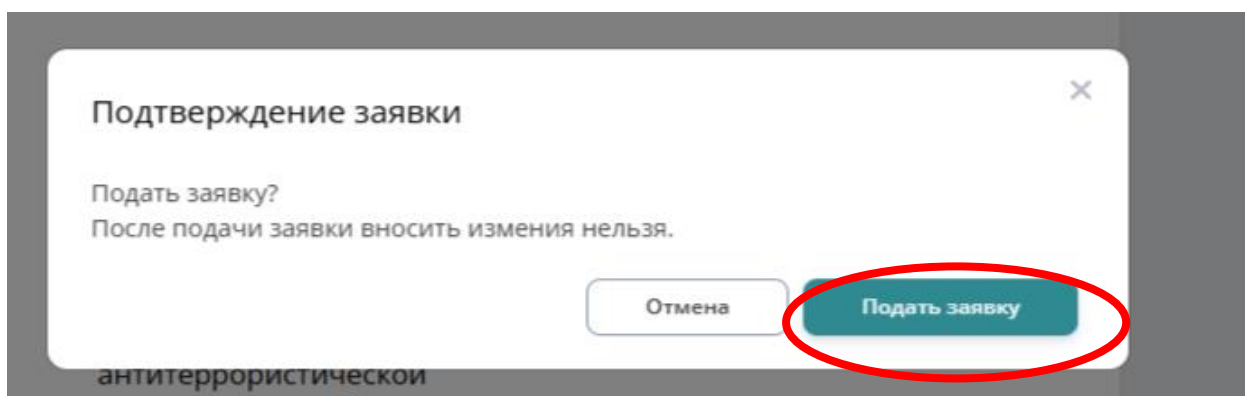 Подтверждение заявки
Подать заявку?
После подачи заявки вносить изменения нельзя.
Отмена
Подать заявку
антитеррористической